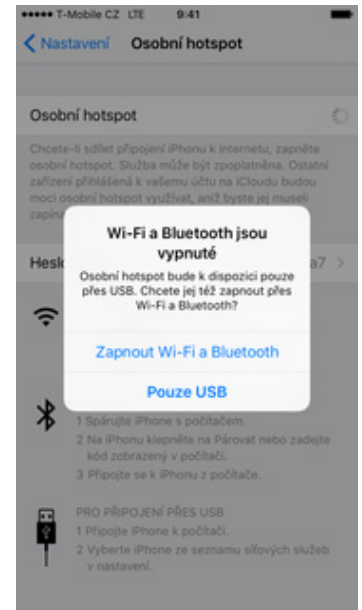 T-Mobile CZ LTE 9:41
Nastavení Osobní hotspot
Osobní hotspot
Chcete-li sdílet připojení iPhonu k internetu, zapněte
osobní hotspot. Služba může být zpoplatněna. Ostatní
zařízení přihlášená k vašemu účtu na iCloudu budou
moci osobní hotspot využívat, aniž byste jej museli
Wi-Fi a Bluetooth jsou
vypnuté
Osobní hotspot bude k dispozici pouze
přes USB. Chcete jej též zapnout přes
Wi-Fi a Bluetooth?
Zapnout Wi-Fi a Bluetooth
Pouze USB
1 Spárujte iPhone s počítačem.
2 Na iPhonu klepněte na Párovat nebo zadejte
kód zobrazený v počítači.
3 Připojte se k iPhonu z počítače.
PRO PŘIPOJENÍ PŘES USB
1 Připojte iPhone k počítači.
2 Vyberte iPhone ze seznamu síťových služeb
v nastavení.